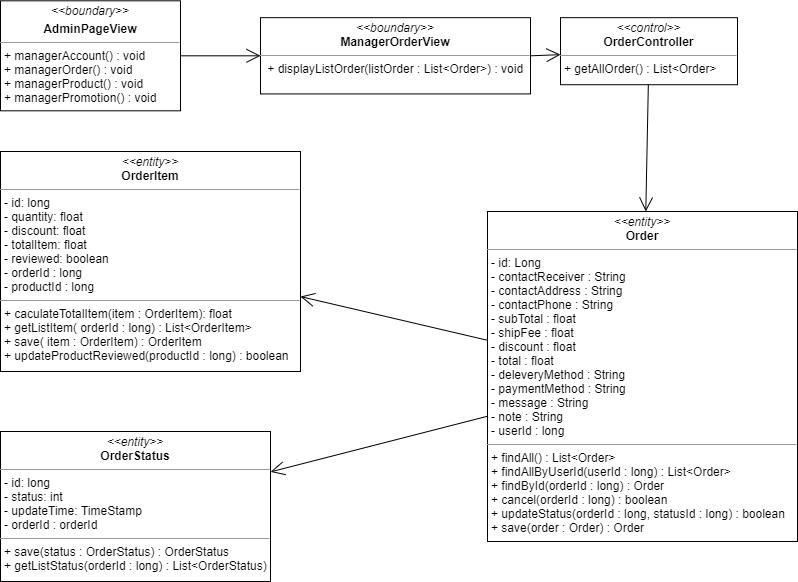 <<boundary>>
AdminPageView
+ managerAccount() : void
+ managerOrder() : void
+ managerProduct() : void
+ managerPromotion() : void
<<boundary>>
ManagerOrderView
+ displayListOrder(listOrder : List<Order>) : void
<<control>>
OrderController
+ getAllOrder() : List<Order>
<<entity>>
OrderItem
- id: long
- quantity: float
- discount: float
- totalItem: float
- reviewed: boolean
- orderId : long
- productId : long
+ caculateTotalItem(item : OrderItem): float
+ getListItem( orderId : long) : List<OrderItem>
+ save( item : OrderItem) : OrderItem
+ updateProductReviewed(productId : long) : boolean
<<entity>>
Order
- id: Long
- contactReceiver : String
- contactAddress : String
- contactPhone : String
- subTotal : float
- shipFee : float
- discount : float
- total : float
- deleveryMethod : String
- paymentMethod : String
- message : String
- note : String
- userId : long
+ findAll() : List<Order>
+ findAllByUserId(userId : long) : List<Order>
+ findById(orderId : long) : Order
+ cancel(orderId : long) : boolean
+ updateStatus(orderId : long, statusId : long) : boolean
+ save(order : Order) : Order
<<entity>>
OrderStatus
- id: long
- status: int
- updateTime: TimeStamp
- orderId : orderId
+ save(status : OrderStatus) : OrderStatus
+ getListStatus(orderId : long) : List<OrderStatus)